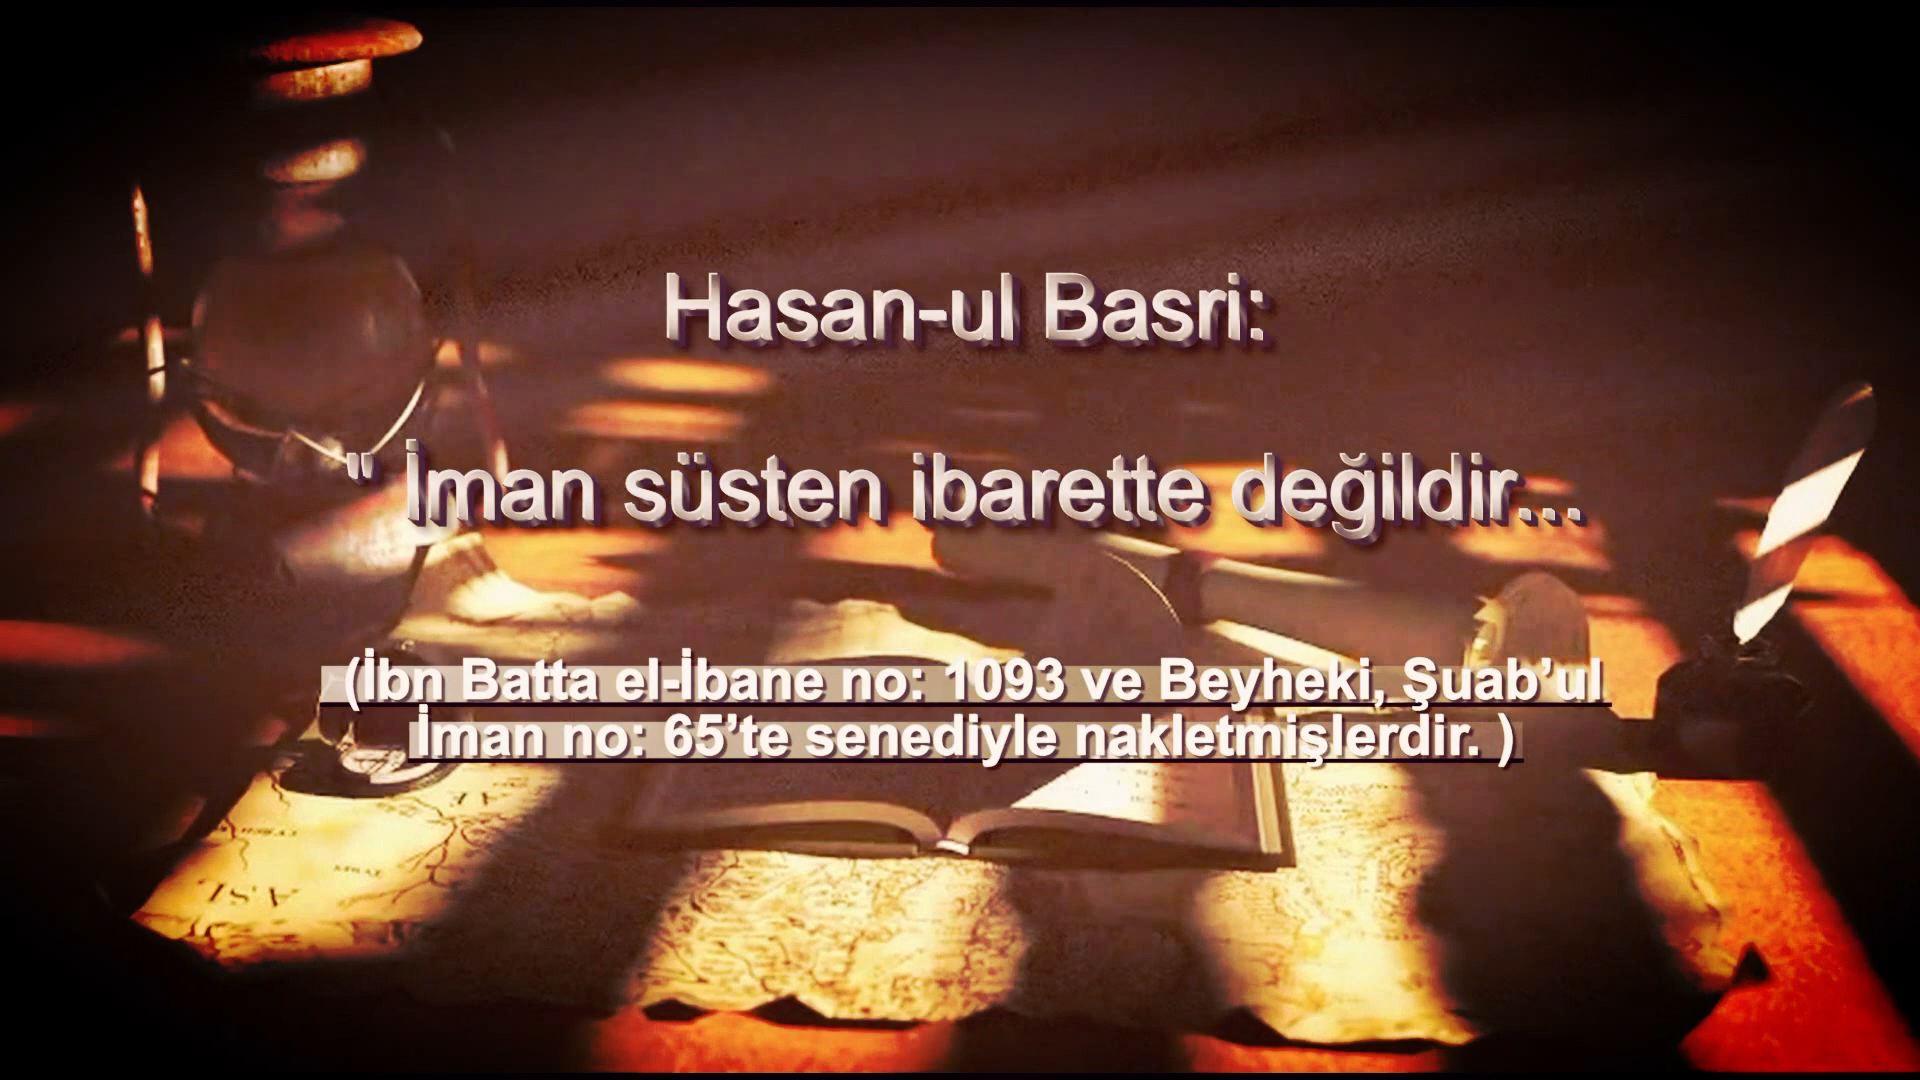 Hasan-ul Basri:
" İman süsten ibarette değildir...
(İbn Batta el-İbane no: 1093 ve Beyheki, Şuab’ul
İman no: 65’te senediyle nakletmişlerdir. )